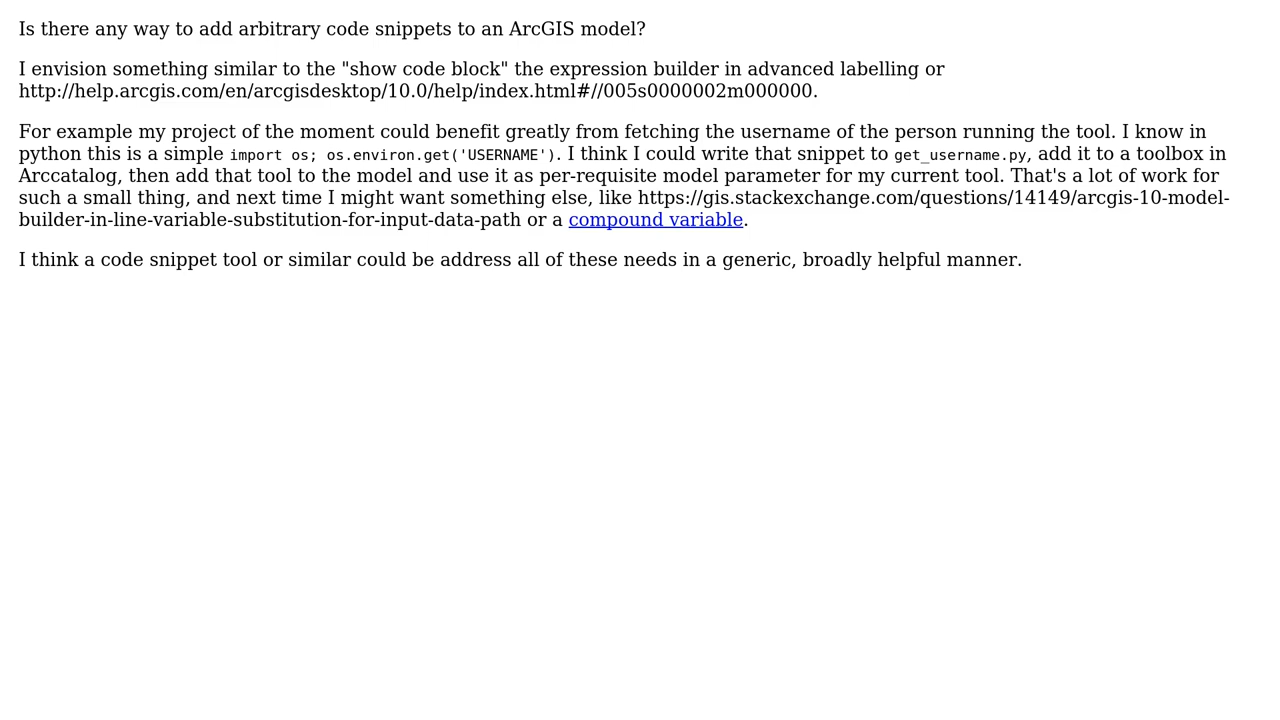 Is there any way to add arbitrary code snippets to an ArcGIS model?
I envision something similar to the "show code block" the expression builder in advanced labelling or
http://help.arcgis.com/en/arcgisdesktop/10.0/help/index.html#//005s0000002m000000.
For example my project of the moment could benefit greatly from fetching the username of the person running the tool. I know in
python this is a simple import os; os.environ.get('USERNAME'). I think I could write that snippet to get_username.py, add it to a toolbox in
Arccatalog, then add that tool to the model and use it as per-requisite model parameter for my current tool. That's a lot of work for
such a small thing, and next time I might want something else, like https://gis.stackexchange.com/questions/14149/arcgis-10-model-
builder-in-line-variable-substitution-for-input-data-path or a compound variable.
I think a code snippet tool or similar could be address all of these needs in a generic, broadly helpful manner.